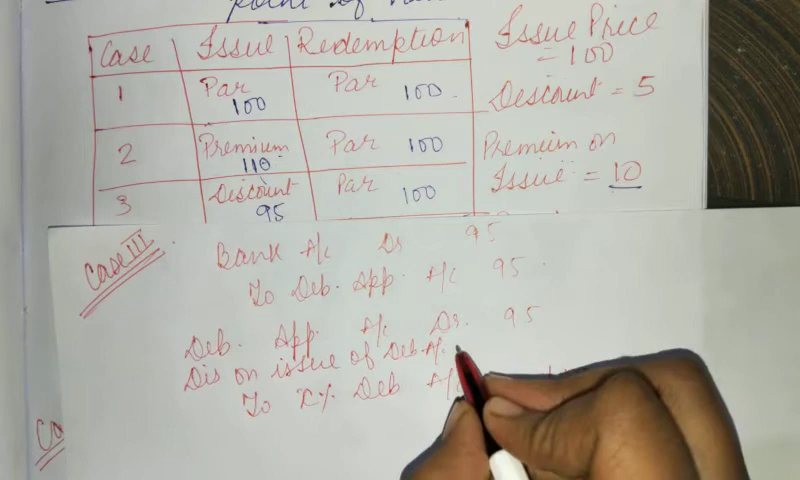 point of
Case Issue Redemption
1 Par 100 Par 100
2 Premium 110 Par 100
3 Discount 95 Par 100
Issue Price
= 100
Discount = 5
Premium on
Issue = 10
Case III
Bank A/c Dr 95
To Deb. App. A/c 95
Deb. App. A/c Dr. 95
Dis on issue of Deb. A/c
To x% Deb A/c